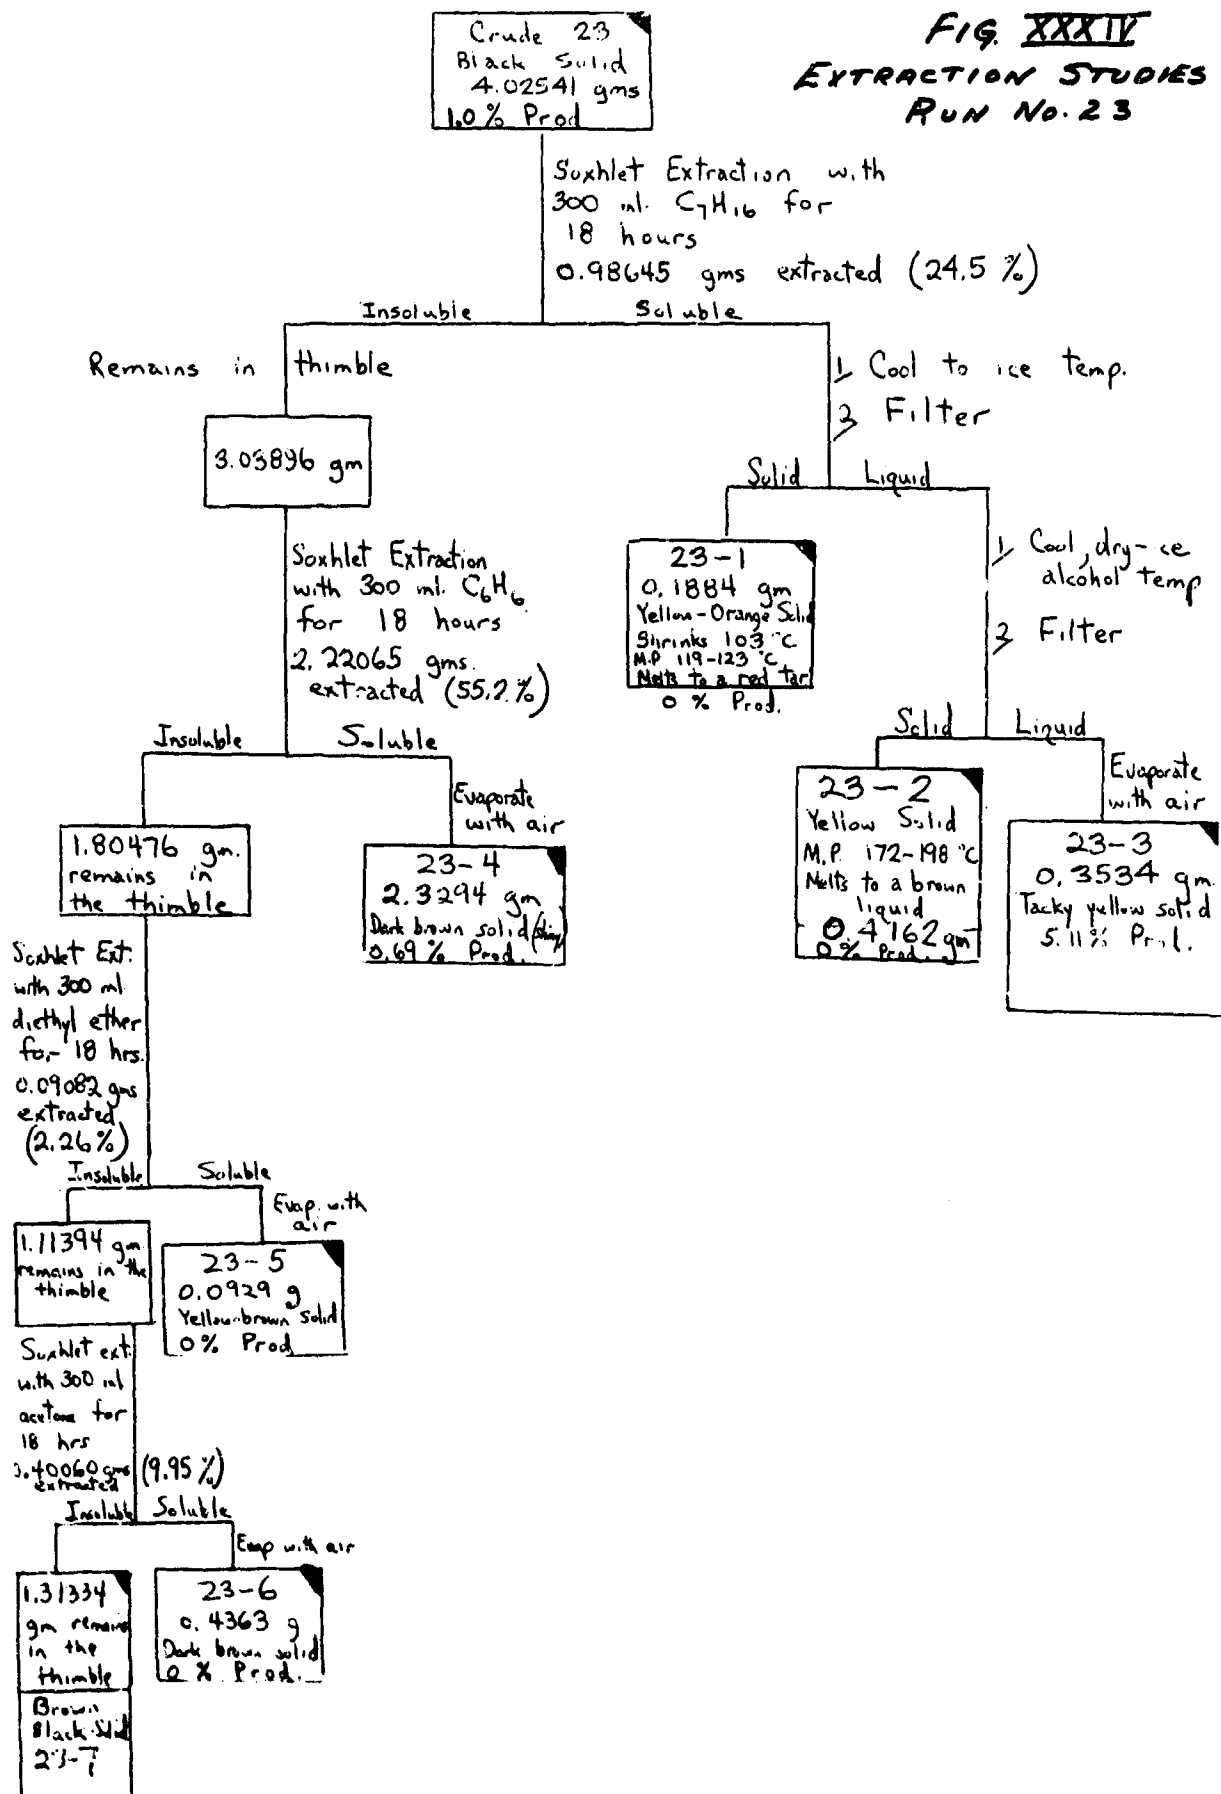 FIG. XXXIV
EXTRACTION STUDIES
RUN No. 23
Crude 23
Black Solid
4.02541 gms
1.0 % Prod
Soxhlet Extraction with
300 ml. C7H16 for
18 hours
0.98645 gms extracted (24.5 %)
Insoluble
Soluble
Remains in thimble
1, Cool to ice temp.
2, Filter
3.03896 gm
Solid
Liquid
Soxhlet Extraction
with 300 ml. C6H6
for 18 hours
2.22065 gms.
extracted (55.2 %)
23-1
0.1884 gm
Yellow-Orange Solid
Shrinks 103 °C
M.P 119-123 °C
Melts to a red tar
0 % Prod.
1, Cool, dry-ice
alcohol temp
2, Filter
Insoluble
Soluble
Solid
Liquid
Evaporate
with air
Evaporate
with air
1.80476 gm.
remains in
the thimble
23-4
2.3294 gm
Dark brown solid (shiny)
0.69 % Prod.
23-2
Yellow Solid
M.P. 172-198 °C
Melts to a brown
liquid
0.4162 gm
0 % Prod.
23-3
0.3534 gm.
Tacky yellow solid
5.11 % Prod.
Soxhlet Ext.
with 300 ml
diethyl ether
for 18 hrs.
0.09082 gms
extracted
(2.26 %)
Insoluble
Soluble
Evap. with
air
1.71394 gm
remains in the
thimble
23-5
0.0929 g
Yellow-brown solid
0 % Prod
Soxhlet ext.
with 300 ml
acetone for
18 hrs
0.40060 gms (9.95 %)
extracted
Insoluble
Soluble
Evap with air
1.31334
gm remains
in the
thimble
Brown
Black Solid
23-7
23-6
0.4363 g
Dark brown solid
0 % Prod.